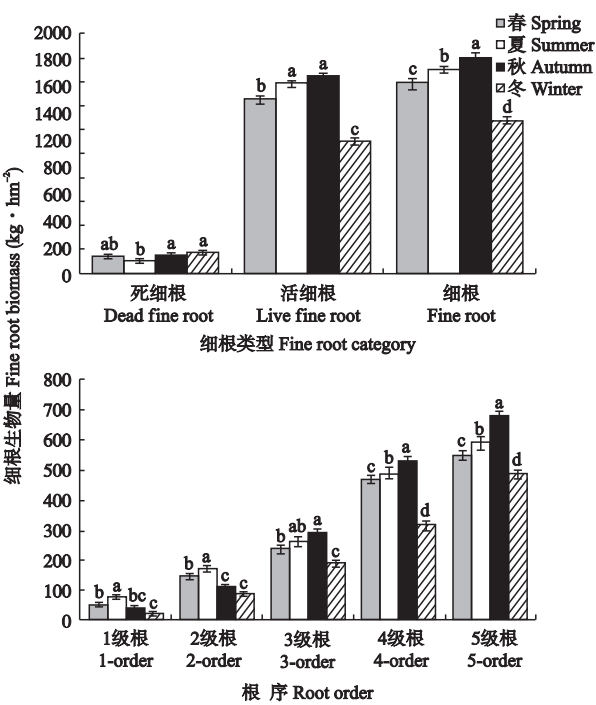 春 Spring
夏 Summer
秋 Autumn
冬 Winter
2000
1800
1600
1400
1200
800
600
400
200
0
ab b a a
b a a c
c b a d
死细根 活细根 细根
Dead fine root Live fine root Fine root
细根类型 Fine root category
细根生物量 Fine root biomass (kg·hm⁻²)
800
700
600
500
400
300
200
100
0
b a bc c
b a c c
b ab a c
c b a d
c b a d
1级根 2级根 3级根 4级根 5级根
1-order 2-order 3-order 4-order 5-order
根 序 Root order